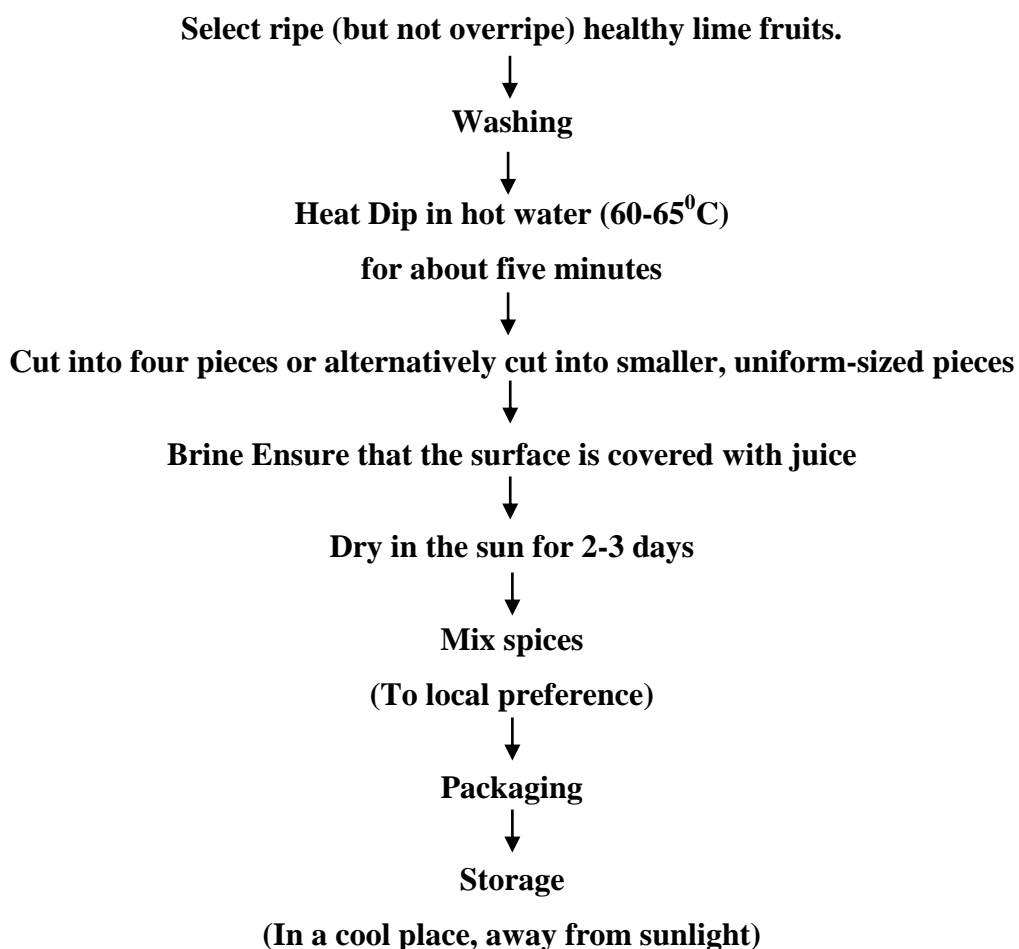 Select ripe (but not overripe) healthy lime fruits.
Washing
Heat Dip in hot water (60-65⁰C)
for about five minutes
Cut into four pieces or alternatively cut into smaller, uniform-sized pieces
Brine Ensure that the surface is covered with juice
Dry in the sun for 2-3 days
Mix spices
(To local preference)
Packaging
Storage
(In a cool place, away from sunlight)